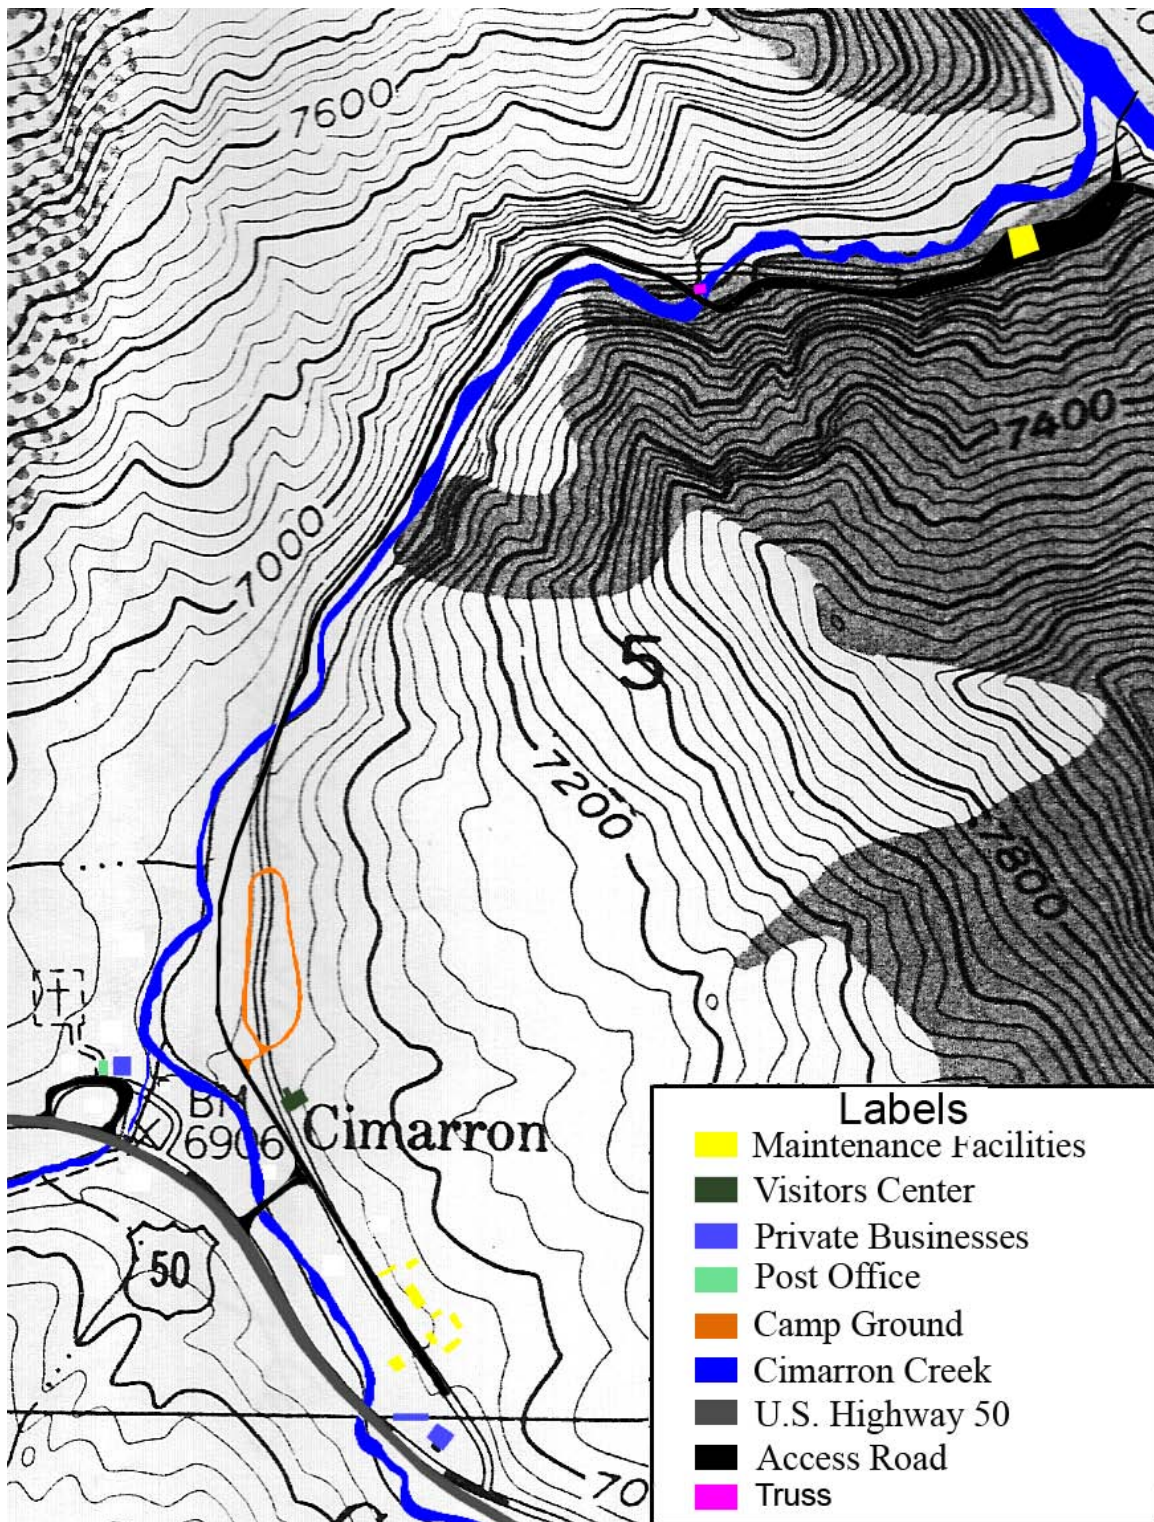 7600
7400
7000
5
7200
7800
BM
6906
Cimarron
50
70
Labels
Maintenance Facilities
Visitors Center
Private Businesses
Post Office
Camp Ground
Cimarron Creek
U.S. Highway 50
Access Road
Truss